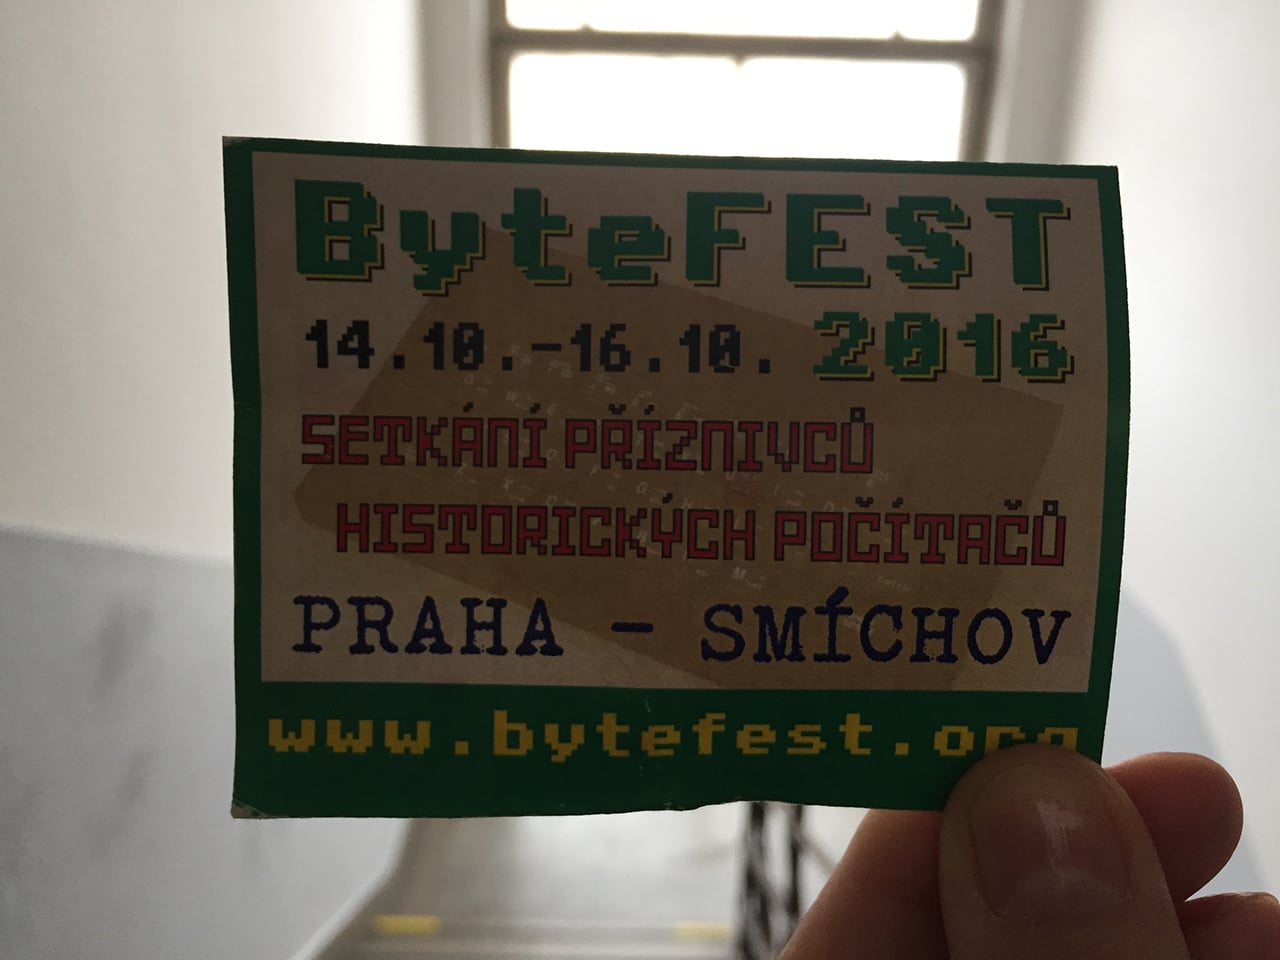 ByteFEST
14.10.-16.10. 2016
SETKÁNÍ PŘÍZNIVCŮ
HISTORICKÝCH POČÍTAČŮ
PRAHA - SMÍCHOV
www.bytefest.org